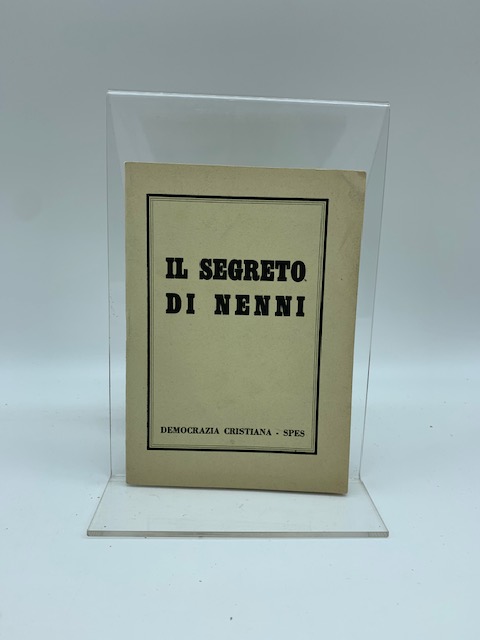 IL SEGRETO
DI NENNI
DEMOCRAZIA CRISTIANA - SPES